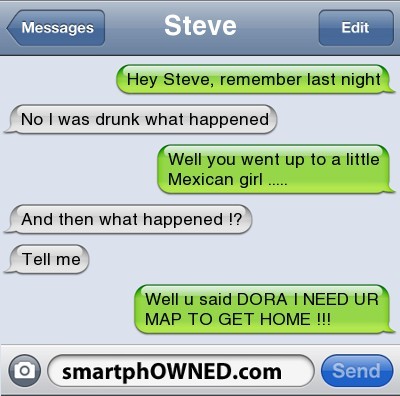 Messages
Steve
Edit
Hey Steve, remember last night
No I was drunk what happened
Well you went up to a little
Mexican girl .....
And then what happened !?
Tell me
Well u said DORA I NEED UR
MAP TO GET HOME !!!
smartphOWNED.com
Send